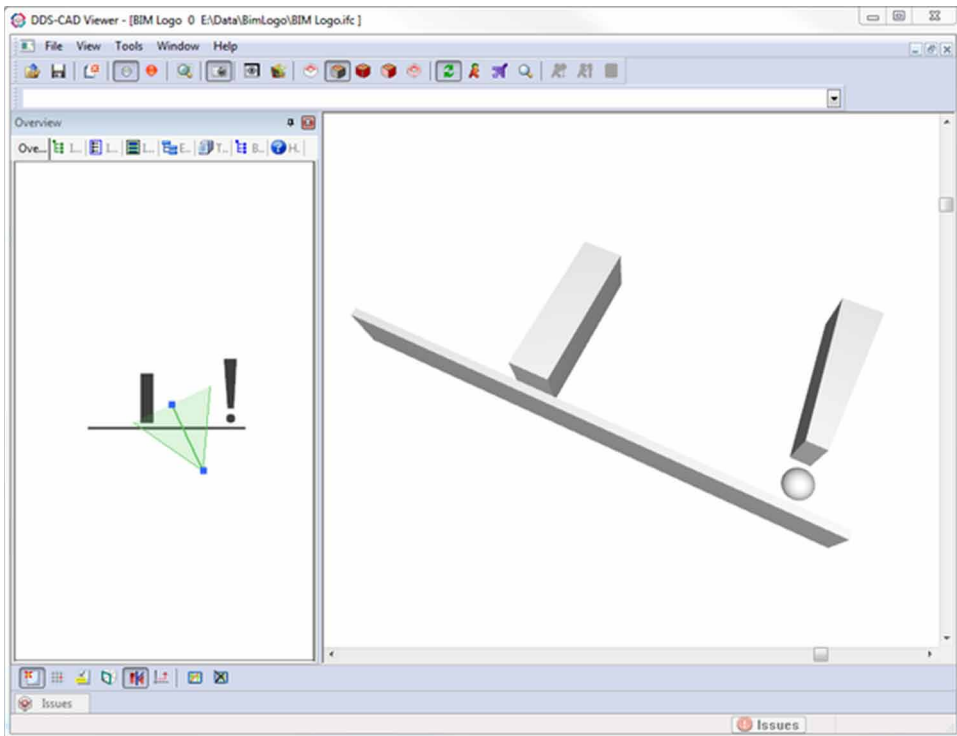 DDS-CAD Viewer - [BIM Logo 0 E:\Data\BimLogo\BIM Logo.ifc ]
File View Tools Window Help
Overview
Ove... I... L... L... E... T... B... H.
Issues
Issues